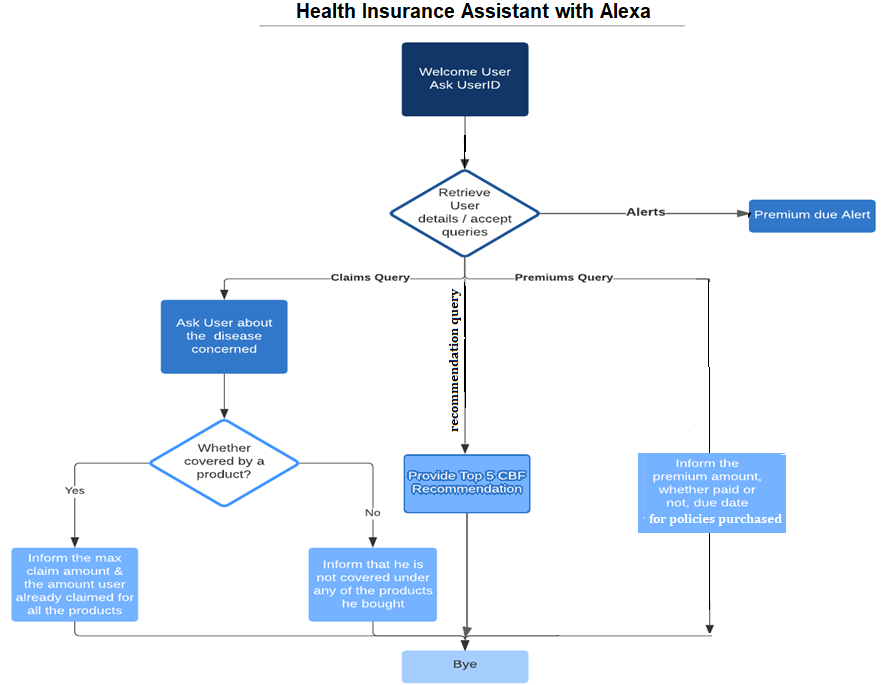 Health Insurance Assistant with Alexa
Welcome User
Ask UserID
Retrieve
User
details / accept
queries
Alerts
Premium due Alert
Claims Query
Premiums Query
recommendation query
Ask User about
the disease
concerned
Whether
covered by a
product?
Yes
No
Provide Top 5 CBF
Recommendation
Inform the
premium amount,
whether paid or
not, due date
for policies purchased
Inform the max
claim amount &
the amount user
already claimed for
all the products
Inform that he is
not covered under
any of the products
he bought
Bye